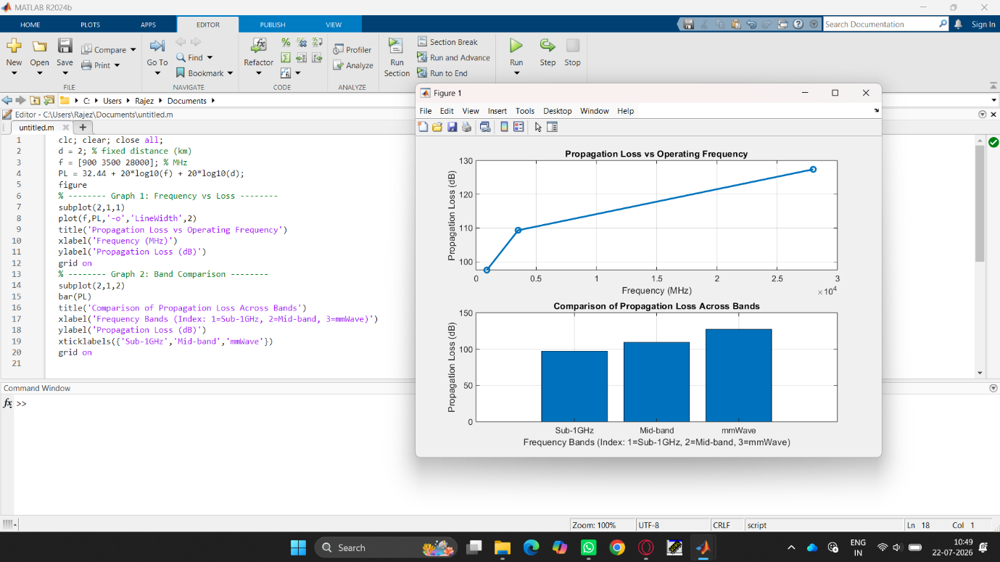 MATLAB R2024b
HOME PLOTS APPS EDITOR PUBLISH VIEW
Search Documentation
Sign In
New Open Save Compare Print
FILE
Go To Find Bookmark
NAVIGATE
Refactor
CODE
Profiler Analyze
ANALYZE
Run Section
Section Break
Run and Advance
Run to End
Run Step Stop
C: Users Rajez Documents
Editor - C:\Users\Rajez\Documents\untitled.m
untitled.m
1 clc; clear; close all;
2 d = 2; % fixed distance (km)
3 f = [900 3500 28000]; % MHz
4 PL = 32.44 + 20*log10(f) + 20*log10(d);
5 figure
6 % -------- Graph 1: Frequency vs Loss --------
7 subplot(2,1,1)
8 plot(f,PL,'-o','LineWidth',2)
9 title('Propagation Loss vs Operating Frequency')
10 xlabel('Frequency (MHz)')
11 ylabel('Propagation Loss (dB)')
12 grid on
13 % -------- Graph 2: Band Comparison --------
14 subplot(2,1,2)
15 bar(PL)
16 title('Comparison of Propagation Loss Across Bands')
17 xlabel('Frequency Bands (Index: 1=Sub-1GHz, 2=Mid-band, 3=mmWave)')
18 ylabel('Propagation Loss (dB)')
19 xticklabels({'Sub-1GHz','Mid-band','mmWave'})
20 grid on
21
Figure 1
File Edit View Insert Tools Desktop Window Help
Propagation Loss vs Operating Frequency
Propagation Loss (dB)
130
120
110
100
0 0.5 1 1.5 2 2.5 3
Frequency (MHz)
×10^4
Comparison of Propagation Loss Across Bands
Propagation Loss (dB)
150
100
50
0
Sub-1GHz Mid-band mmWave
Frequency Bands (Index: 1=Sub-1GHz, 2=Mid-band, 3=mmWave)
Command Window
fx >>
Zoom: 100% UTF-8 CRLF script Ln 18 Col 1
Search
ENG
IN
10:49
22-07-2026